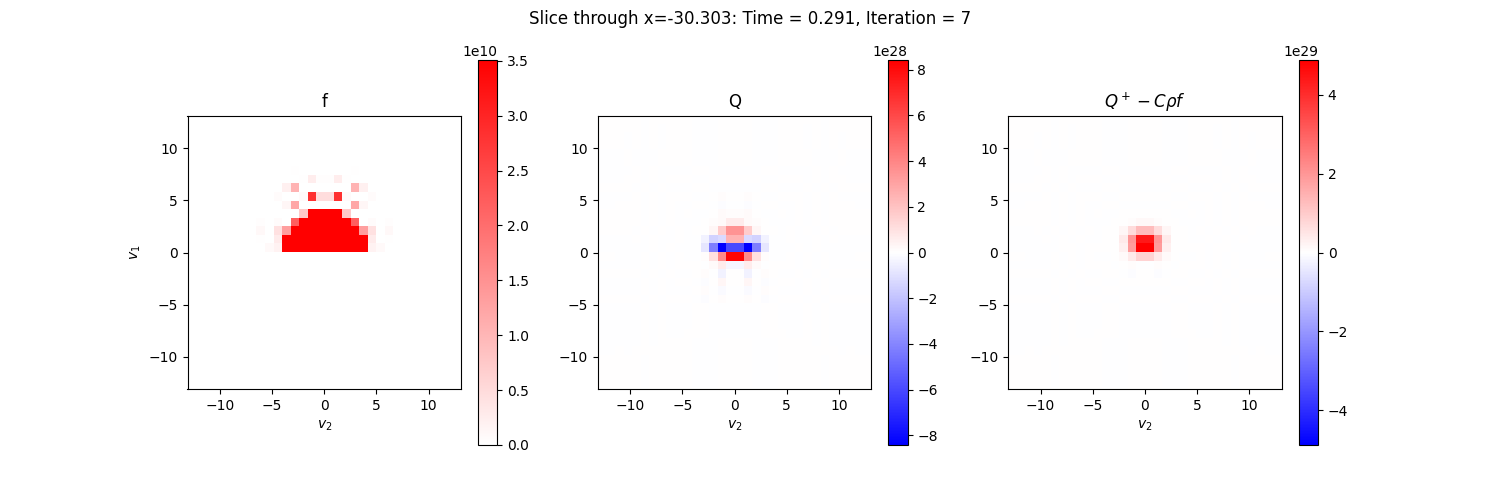 Slice through x=-30.303: Time = 0.291, Iteration = 7
f
v₁
10
5
0
−5
−10
−10 −5 0 5 10
v₂
1e10
3.5
3.0
2.5
2.0
1.5
1.0
0.5
0.0
Q
10
5
0
−5
−10
−10 −5 0 5 10
v₂
1e28
8
6
4
2
0
−2
−4
−6
−8
Q⁺ − Cρf
10
5
0
−5
−10
−10 −5 0 5 10
v₂
1e29
4
2
0
−2
−4